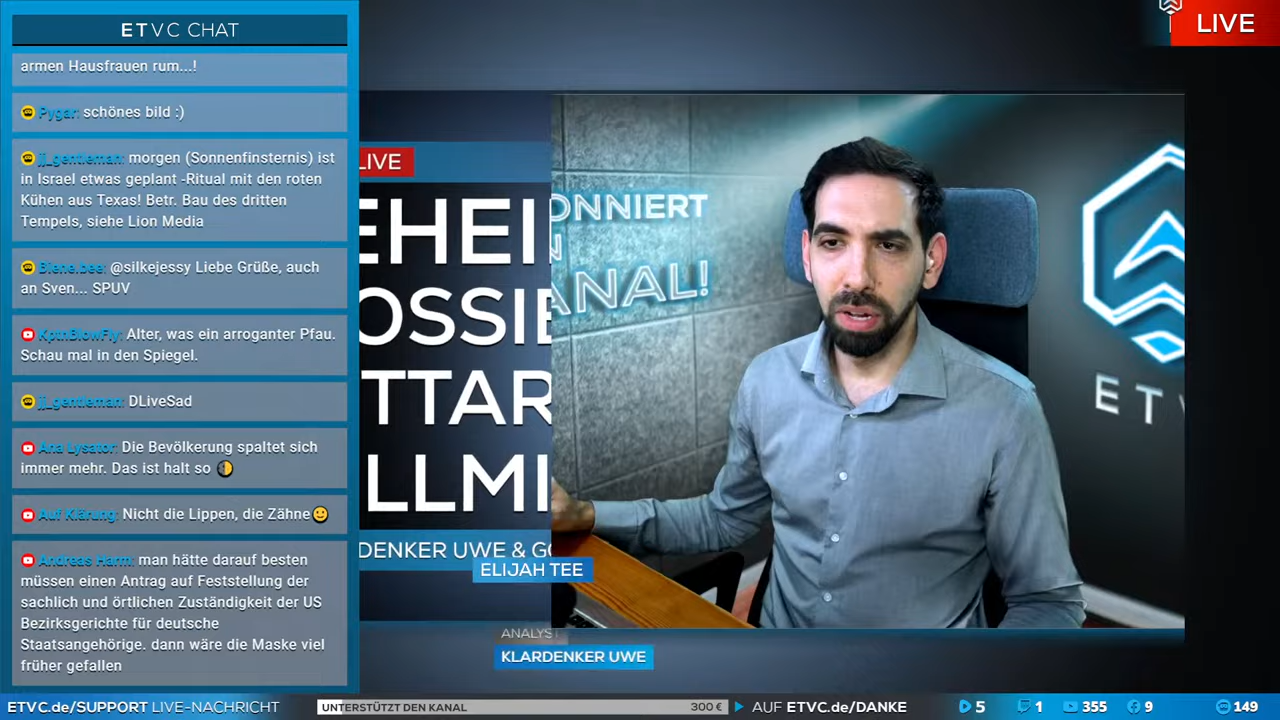 ETVC CHAT
armen Hausfrauen rum...!
Pygar: schönes bild :)
jj_gentleman: morgen (Sonnenfinsternis) ist
in Israel etwas geplant -Ritual mit den roten
Kühen aus Texas! Betr. Bau des dritten
Tempels, siehe Lion Media
Biene.bee: @silkejessy Liebe Grüße, auch
an Sven... SPUV
KptnBlowFly: Alter, was ein arroganter Pfau.
Schau mal in den Spiegel.
jj_gentleman: DLiveSad
Ana Lysator: Die Bevölkerung spaltet sich
immer mehr. Das ist halt so
Auf Klärung: Nicht die Lippen, die Zähne
Andreas Harm: man hätte darauf besten
müssen einen Antrag auf Feststellung der
sachlich und örtlichen Zuständigkeit der US
Bezirksgerichte für deutsche
Staatsangehörige. dann wäre die Maske viel
früher gefallen
LIVE
LIVE
EHEI
OSSIE
TTAR
LLMI
DENKER UWE & GO
ONNIERT
N
ANAL!
ETV
ELIJAH TEE
ANALYST
KLARDENKER UWE
ETVC.de/SUPPORT LIVE-NACHRICHT
UNTERSTÜTZT DEN KANAL
300 €
AUF ETVC.de/DANKE
5
1
355
9
149